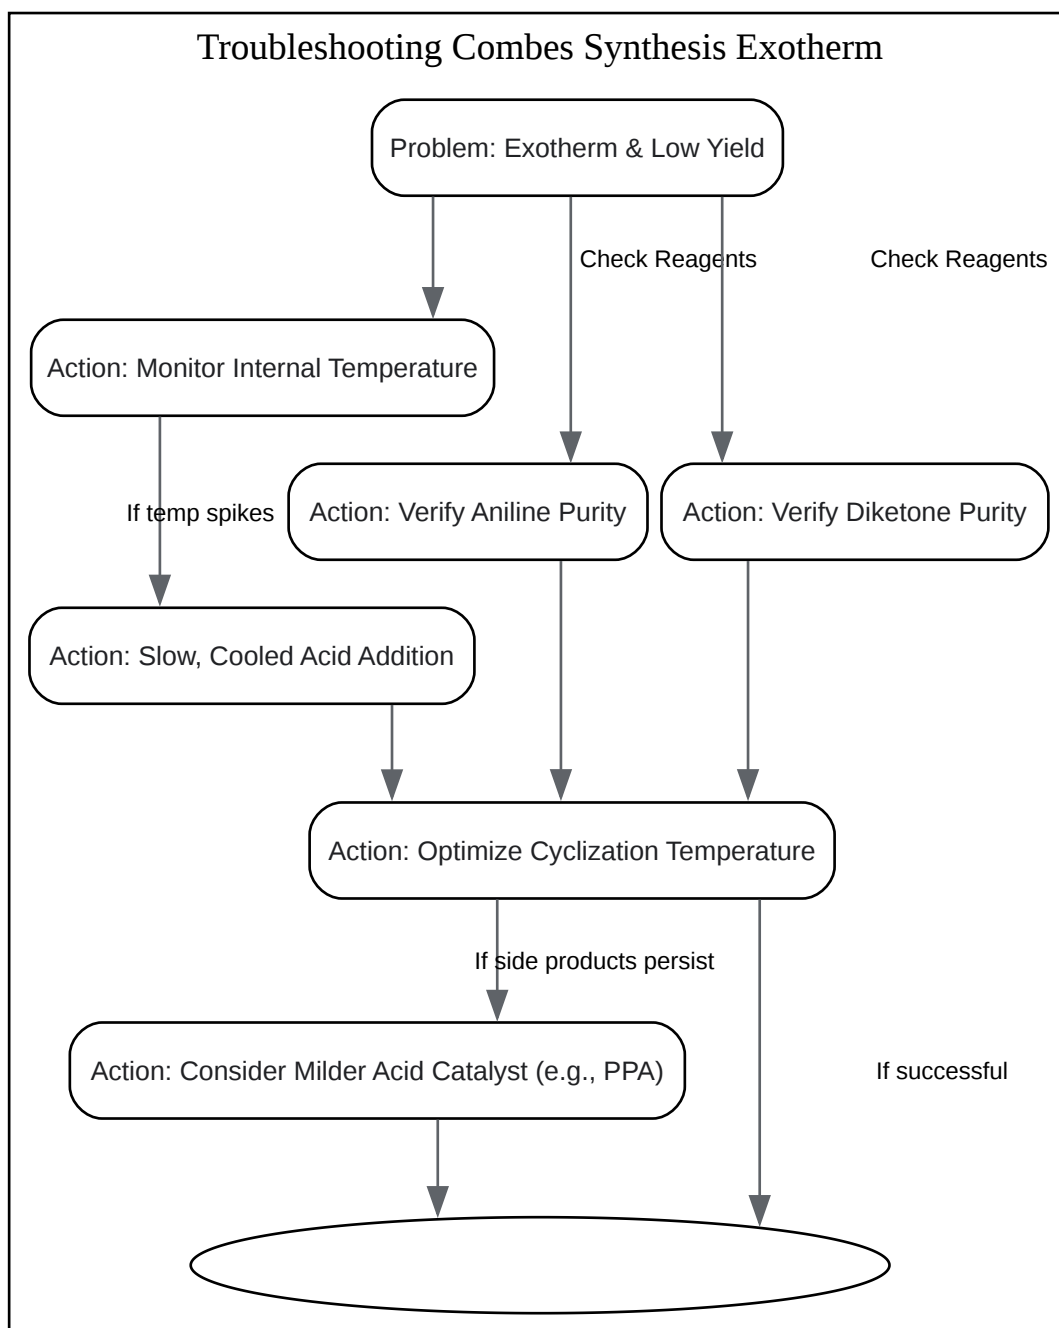 Troubleshooting Combes Synthesis Exotherm
Problem: Exotherm & Low Yield
Check Reagents
Check Reagents
Action: Monitor Internal Temperature
If temp spikes
Action: Verify Aniline Purity
Action: Verify Diketone Purity
Action: Slow, Cooled Acid Addition
Action: Optimize Cyclization Temperature
If side products persist
Action: Consider Milder Acid Catalyst (e.g., PPA)
If successful